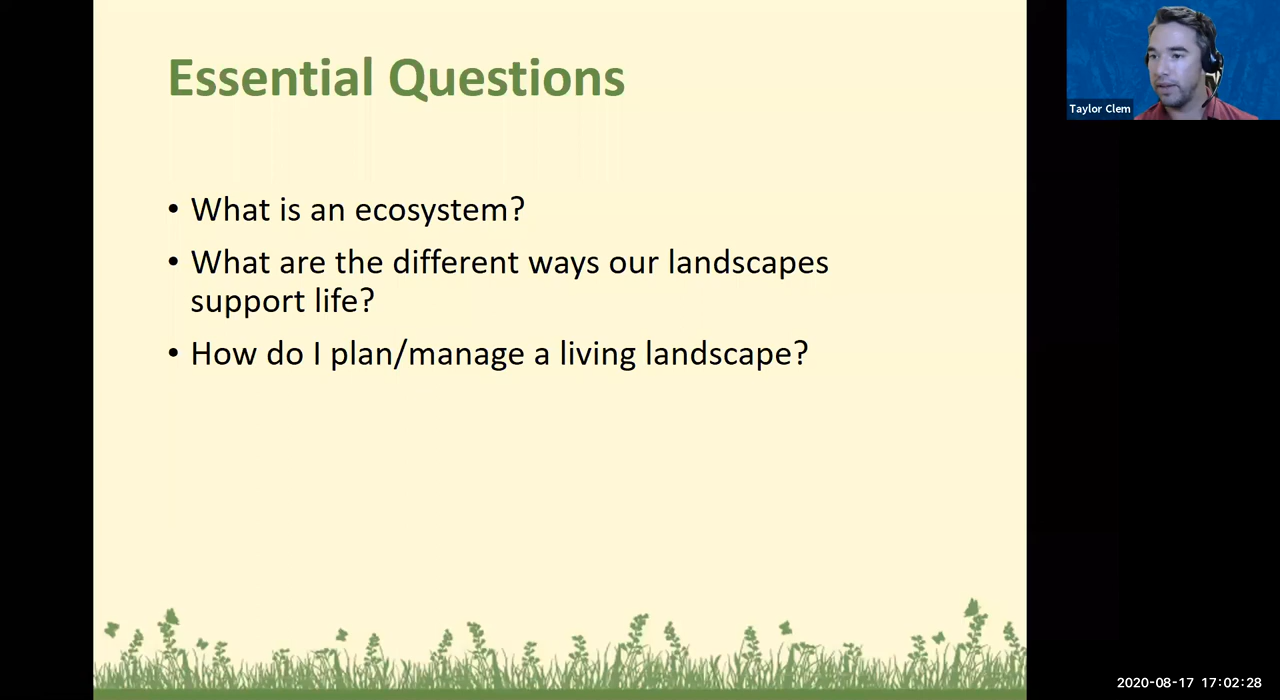 Essential Questions
• What is an ecosystem?
• What are the different ways our landscapes
support life?
• How do I plan/manage a living landscape?
Taylor Clem
2020-08-17 17:02:28